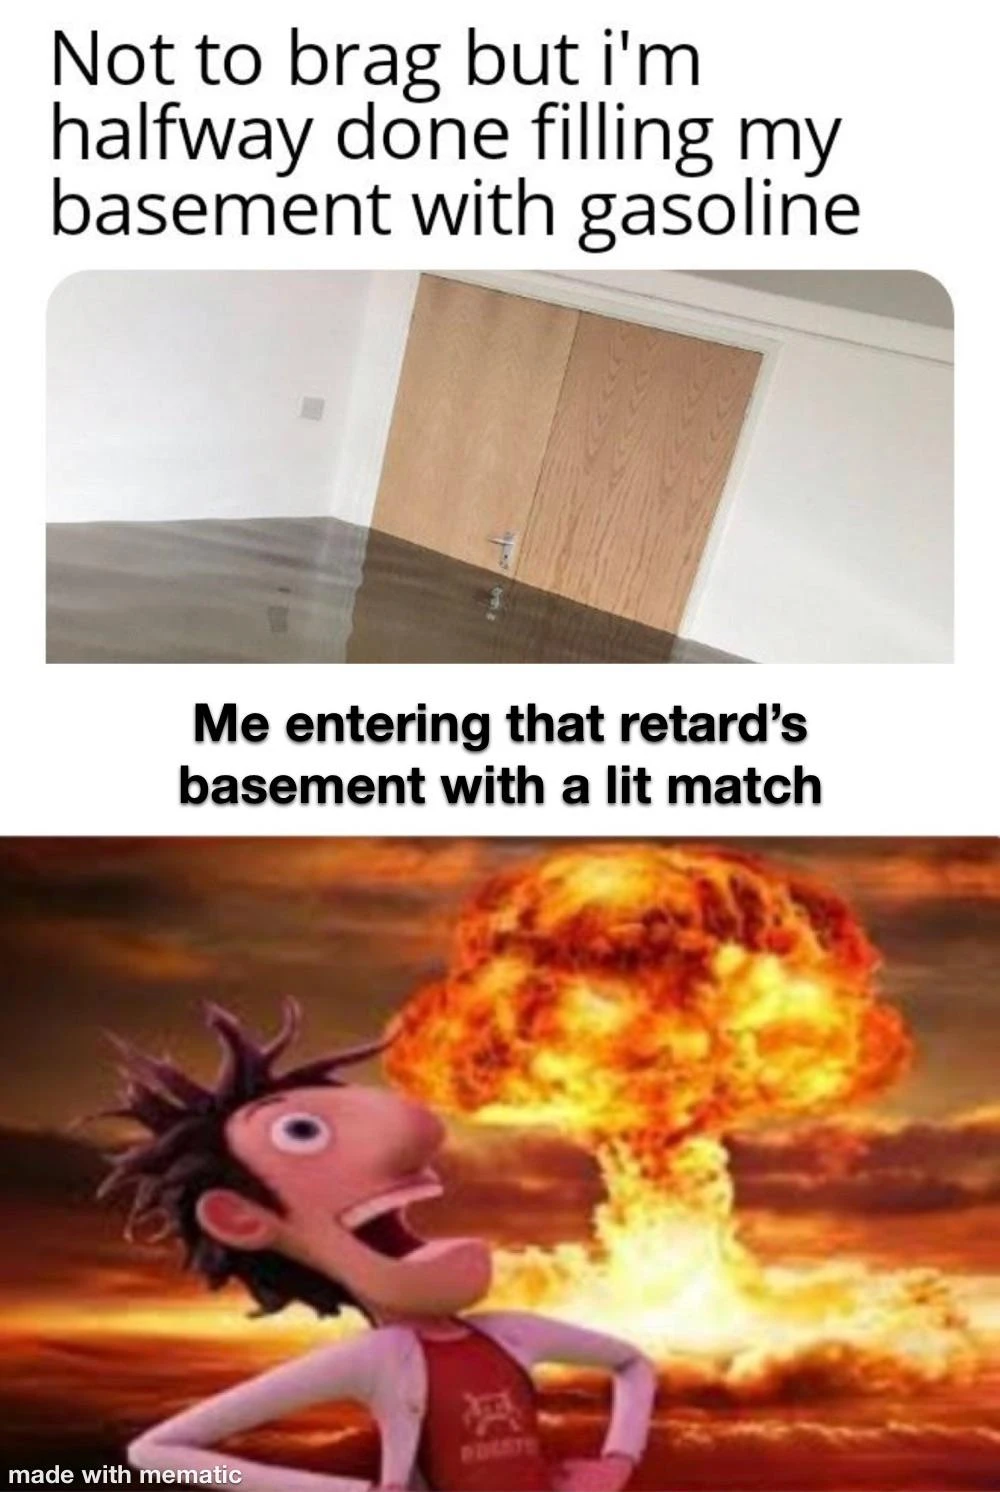 Not to brag but i'm
halfway done filling my
basement with gasoline
Me entering that retard’s
basement with a lit match
made with mematic